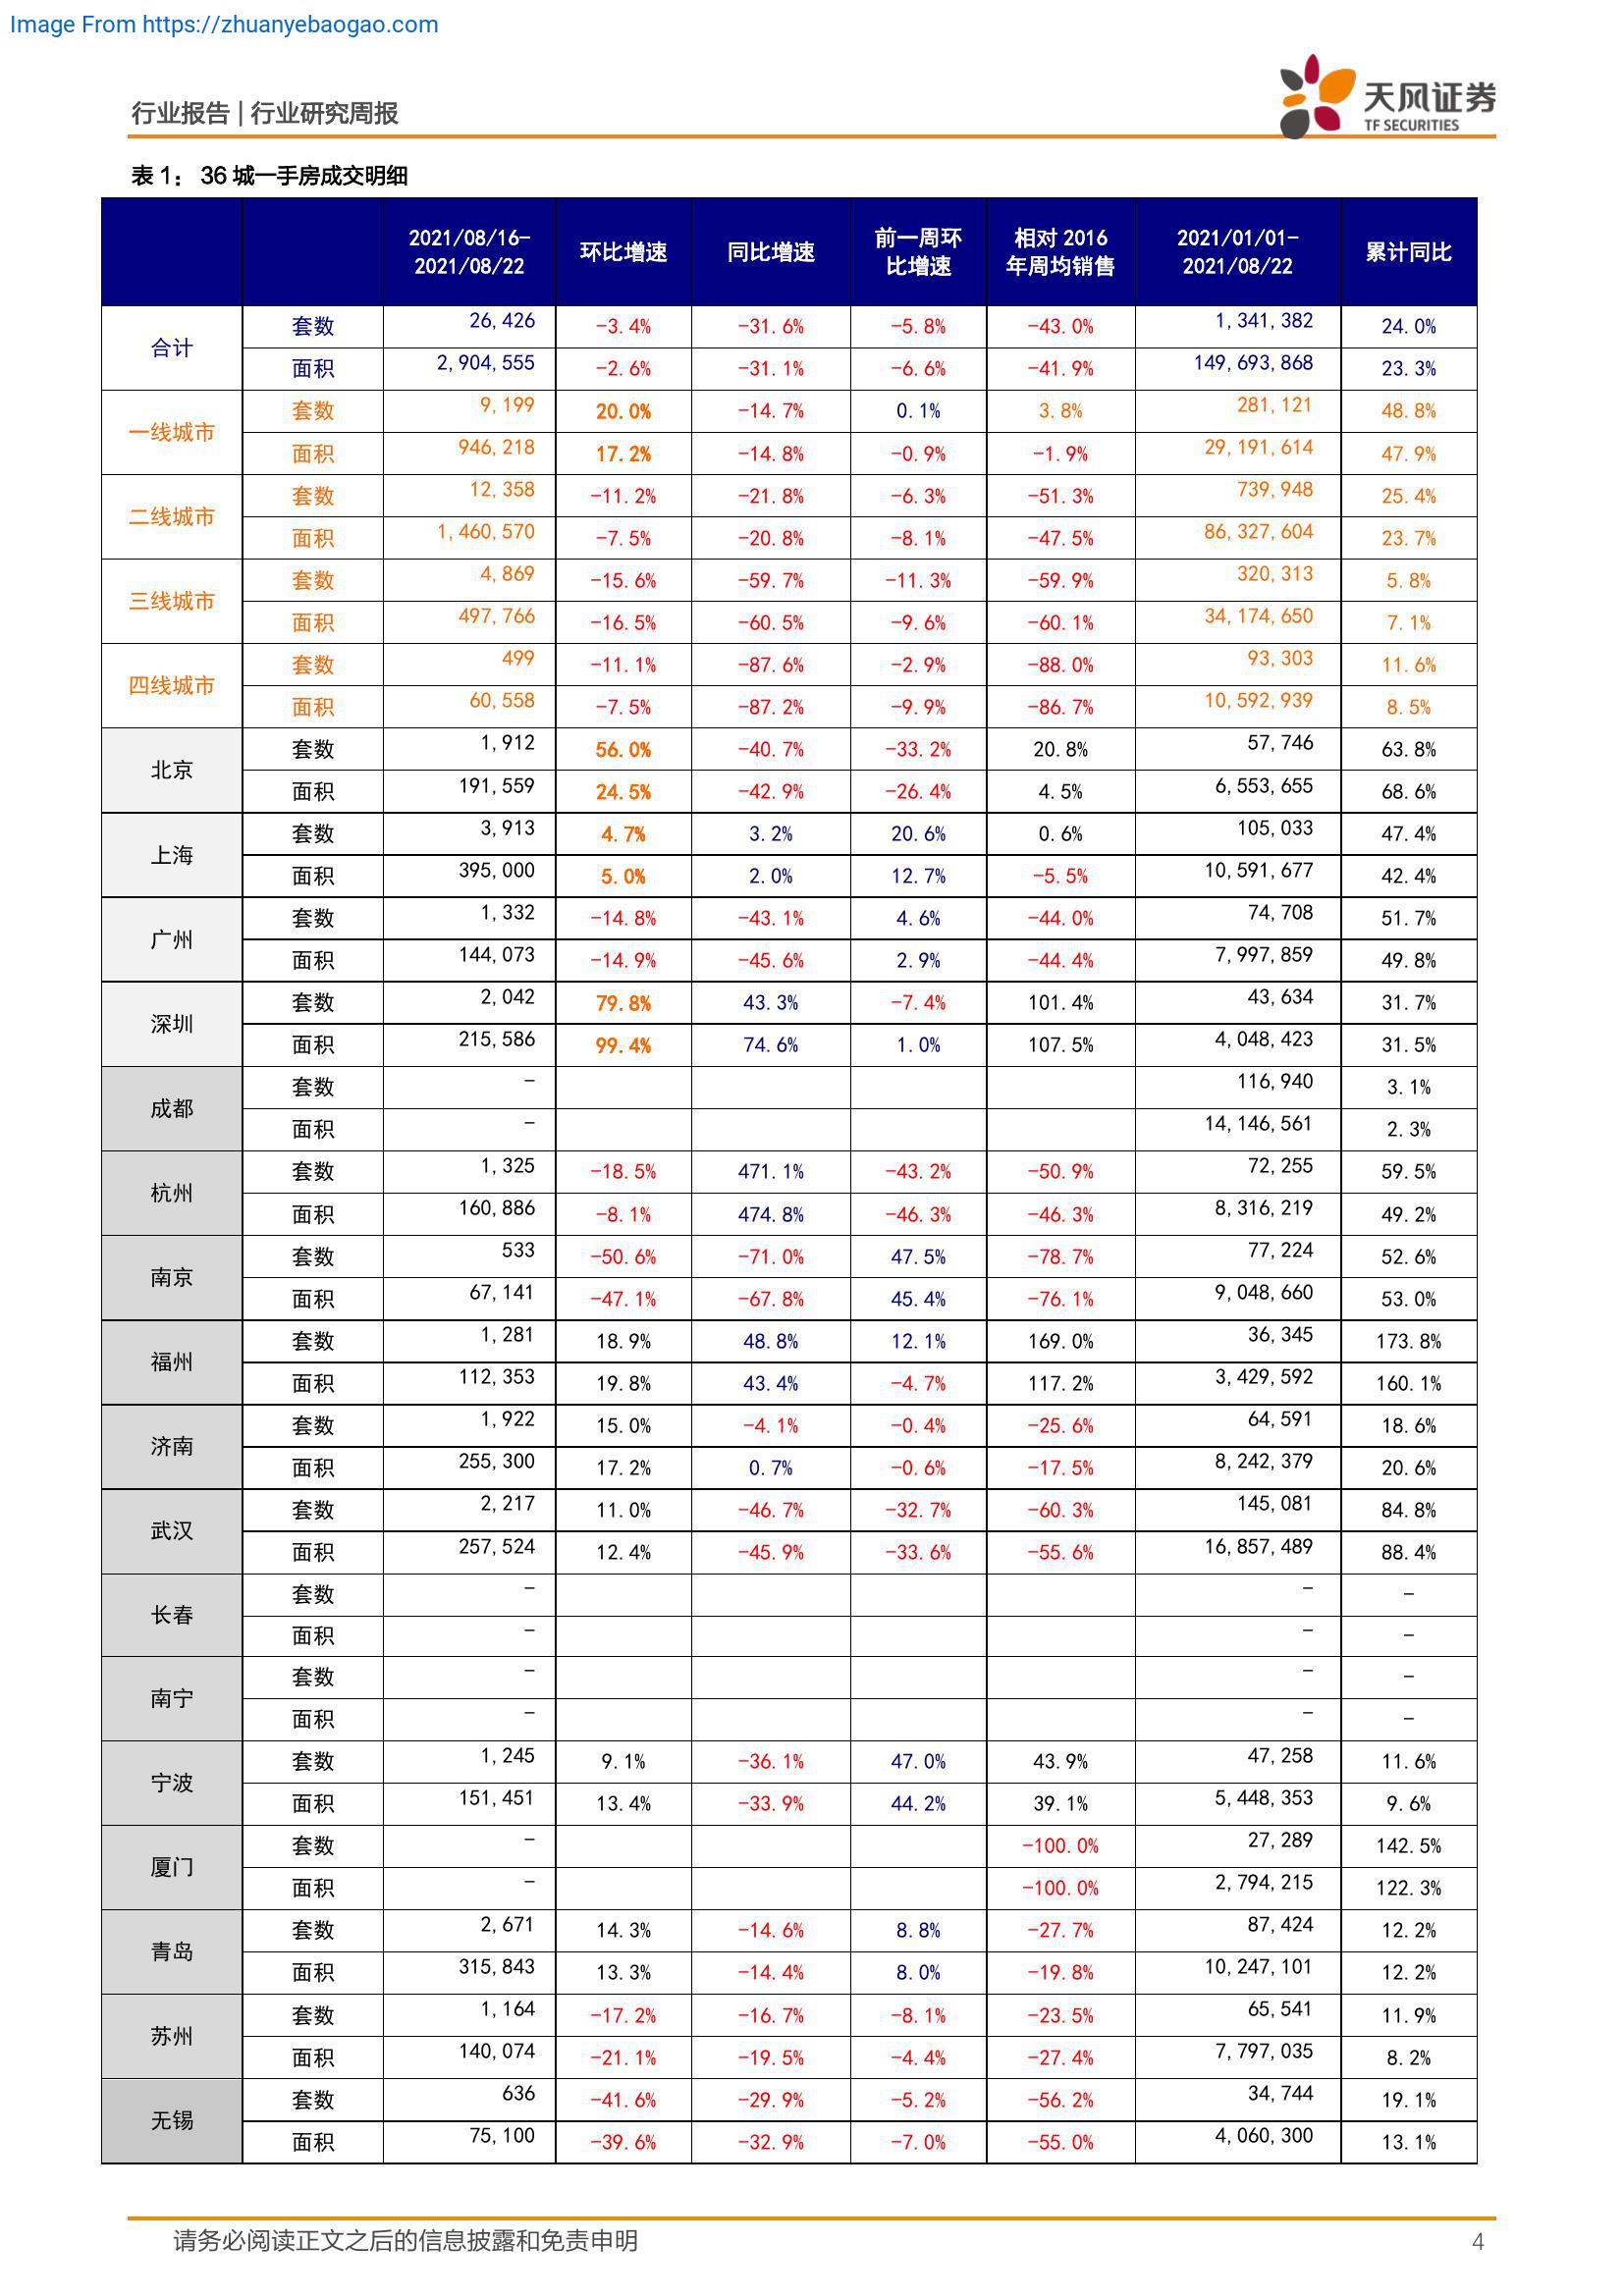 Image From https://zhuanyebaogao.com
行业报告 | 行业研究周报
天风证券
TF SECURITIES
表 1： 36 城一手房成交明细
2021/08/16-2021/08/22 环比增速 同比增速 前一周环比增速 相对 2016 年周均销售 2021/01/01-2021/08/22 累计同比
合计 套数 26,426 -3.4% -31.6% -5.8% -43.0% 1,341,382 24.0%
面积 2,904,555 -2.6% -31.1% -6.6% -41.9% 149,693,868 23.3%
一线城市 套数 9,199 20.0% -14.7% 0.1% 3.8% 281,121 48.8%
面积 946,218 17.2% -14.8% -0.9% -1.9% 29,191,614 47.9%
二线城市 套数 12,358 -11.2% -21.8% -6.3% -51.3% 739,948 25.4%
面积 1,460,570 -7.5% -20.8% -8.1% -47.5% 86,327,604 23.7%
三线城市 套数 4,869 -15.6% -59.7% -11.3% -59.9% 320,313 5.8%
面积 497,766 -16.5% -60.5% -9.6% -60.1% 34,174,650 7.1%
四线城市 套数 499 -11.1% -87.6% -2.9% -88.0% 93,303 11.6%
面积 60,558 -7.5% -87.2% -9.9% -86.7% 10,592,939 8.5%
北京 套数 1,912 56.0% -40.7% -33.2% 20.8% 57,746 63.8%
面积 191,559 24.5% -42.9% -26.4% 4.5% 6,553,655 68.6%
上海 套数 3,913 4.7% 3.2% 20.6% 0.6% 105,033 47.4%
面积 395,000 5.0% 2.0% 12.7% -5.5% 10,591,677 42.4%
广州 套数 1,332 -14.8% -43.1% 4.6% -44.0% 74,708 51.7%
面积 144,073 -14.9% -45.6% 2.9% -44.4% 7,997,859 49.8%
深圳 套数 2,042 79.8% 43.3% -7.4% 101.4% 43,634 31.7%
面积 215,586 99.4% 74.6% 1.0% 107.5% 4,048,423 31.5%
成都 套数 - 116,940 3.1%
面积 - 14,146,561 2.3%
杭州 套数 1,325 -18.5% 471.1% -43.2% -50.9% 72,255 59.5%
面积 160,886 -8.1% 474.8% -46.3% -46.3% 8,316,219 49.2%
南京 套数 533 -50.6% -71.0% 47.5% -78.7% 77,224 52.6%
面积 67,141 -47.1% -67.8% 45.4% -76.1% 9,048,660 53.0%
福州 套数 1,281 18.9% 48.8% 12.1% 169.0% 36,345 173.8%
面积 112,353 19.8% 43.4% -4.7% 117.2% 3,429,592 160.1%
济南 套数 1,922 15.0% -4.1% -0.4% -25.6% 64,591 18.6%
面积 255,300 17.2% 0.7% -0.6% -17.5% 8,242,379 20.6%
武汉 套数 2,217 11.0% -46.7% -32.7% -60.3% 145,081 84.8%
面积 257,524 12.4% -45.9% -33.6% -55.6% 16,857,489 88.4%
长春 套数 - - -
面积 - - -
南宁 套数 - - -
面积 - - -
宁波 套数 1,245 9.1% -36.1% 47.0% 43.9% 47,258 11.6%
面积 151,451 13.4% -33.9% 44.2% 39.1% 5,448,353 9.6%
厦门 套数 - -100.0% 27,289 142.5%
面积 - -100.0% 2,794,215 122.3%
青岛 套数 2,671 14.3% -14.6% 8.8% -27.7% 87,424 12.2%
面积 315,843 13.3% -14.4% 8.0% -19.8% 10,247,101 12.2%
苏州 套数 1,164 -17.2% -16.7% -8.1% -23.5% 65,541 11.9%
面积 140,074 -21.1% -19.5% -4.4% -27.4% 7,797,035 8.2%
无锡 套数 636 -41.6% -29.9% -5.2% -56.2% 34,744 19.1%
面积 75,100 -39.6% -32.9% -7.0% -55.0% 4,060,300 13.1%
请务必阅读正文之后的信息披露和免责申明 4